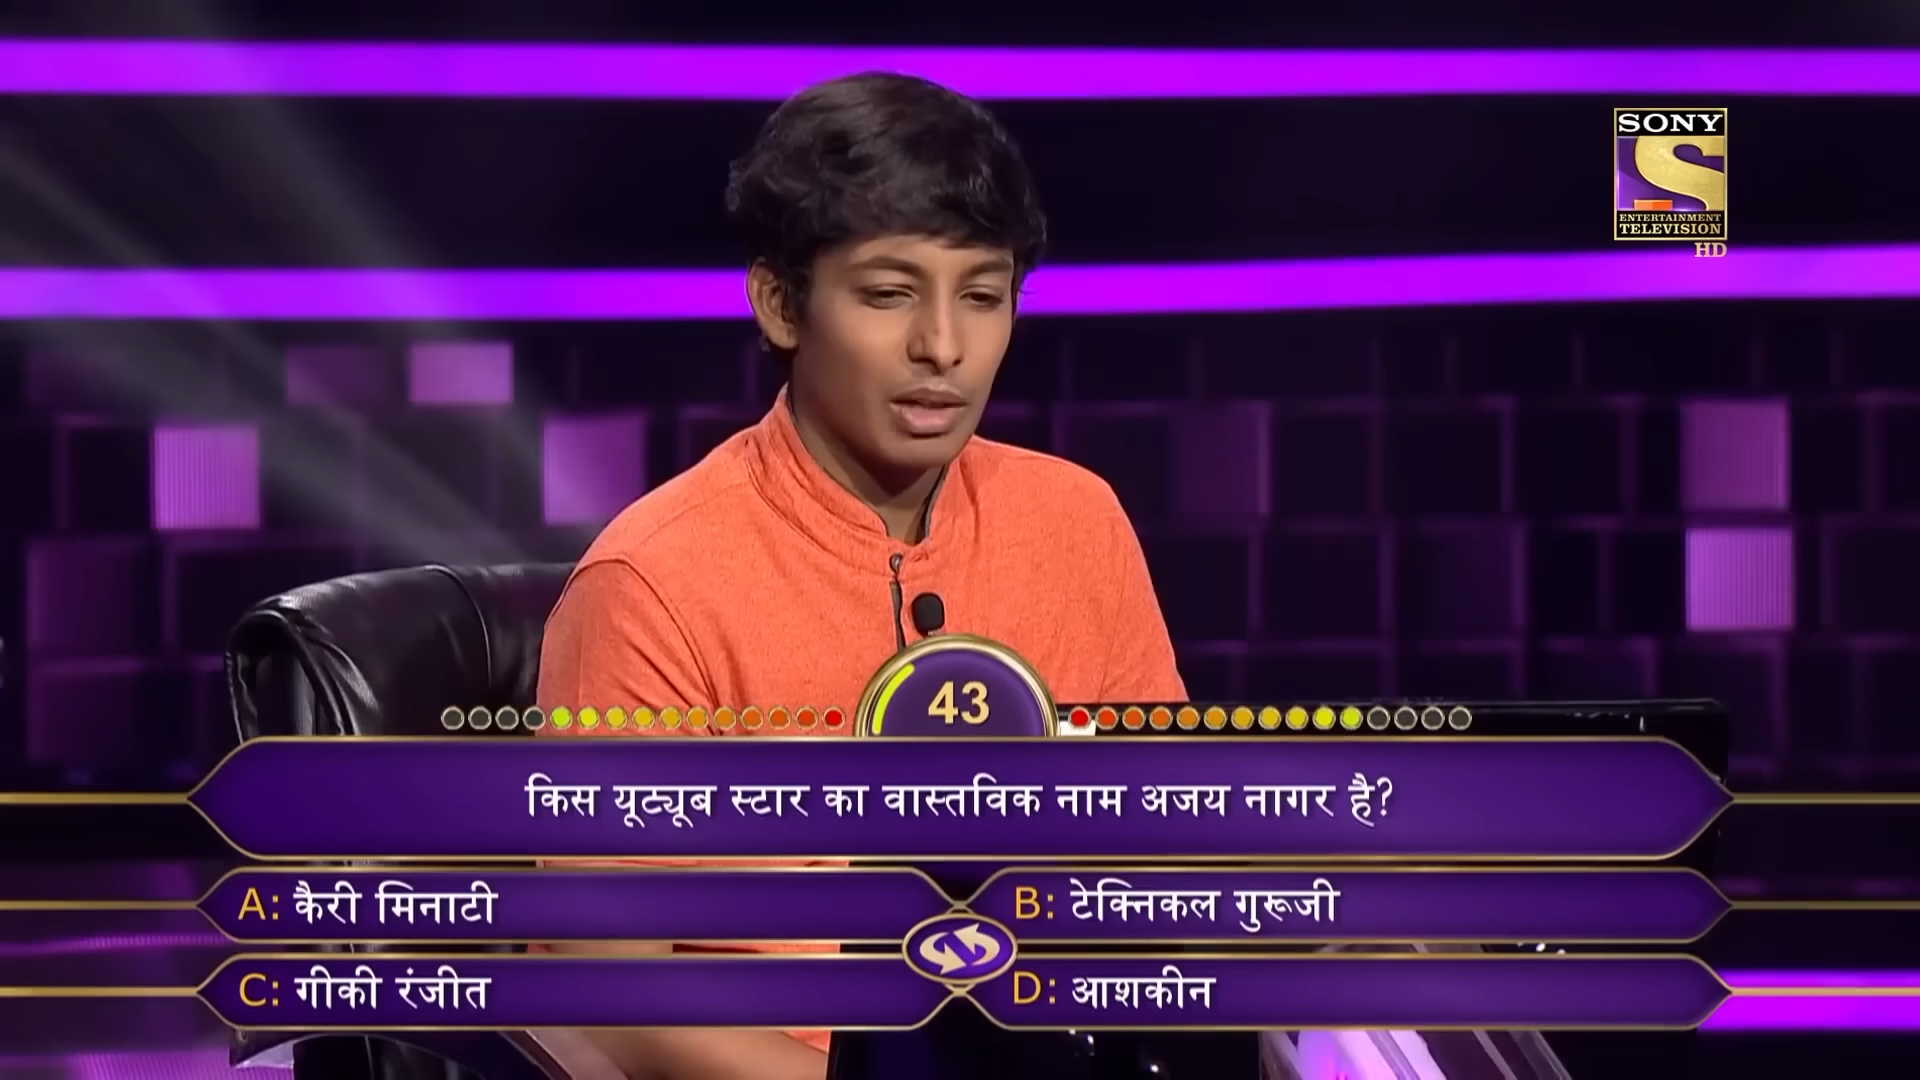 SONY
ENTERTAINMENT
TELEVISION
HD
43
किस यूट्यूब स्टार का वास्तविक नाम अजय नागर है?
A: कैरी मिनाटी
B: टेक्निकल गुरूजी
C: गीकी रंजीत
D: आशकीन